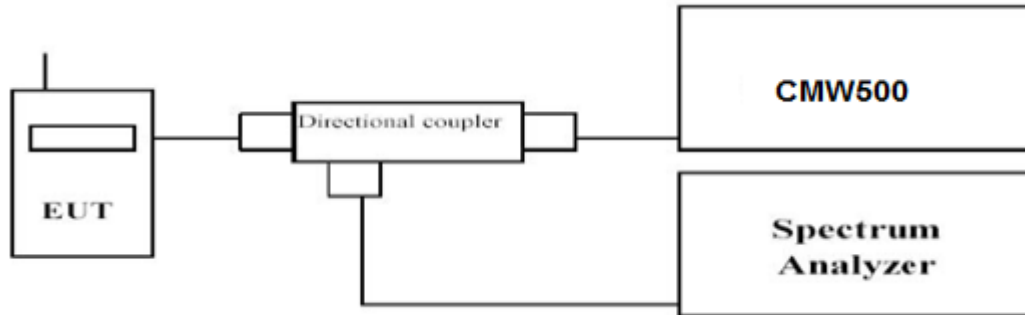 EUT
Directional coupler
CMW500
Spectrum
Analyzer